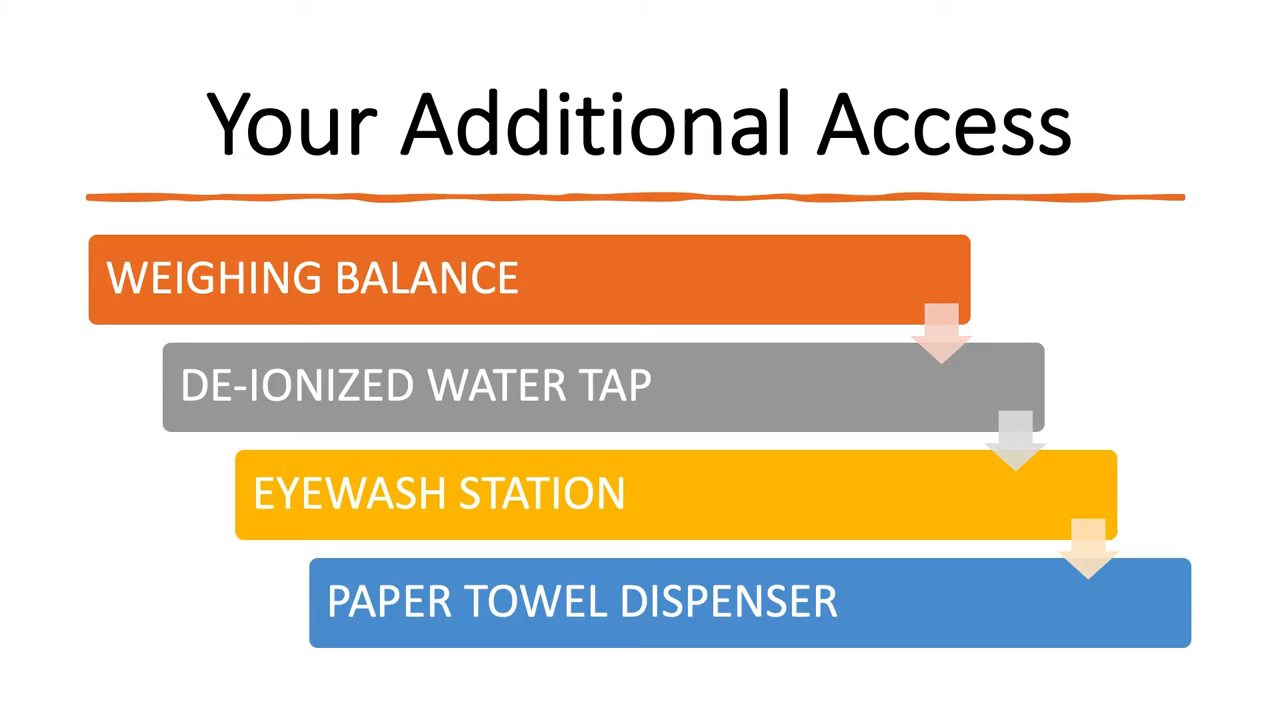 Your Additional Access
WEIGHING BALANCE
DE-IONIZED WATER TAP
EYEWASH STATION
PAPER TOWEL DISPENSER